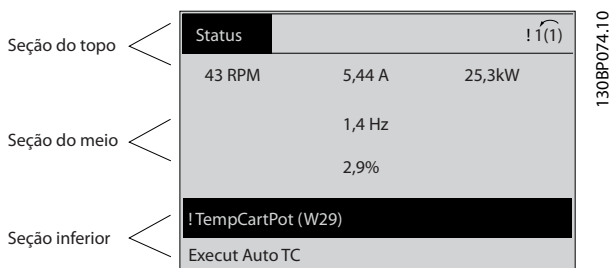 Seção do topo
Status
! 1(1)
43 RPM 5,44 A 25,3kW
Seção do meio
1,4 Hz
2,9%
Seção inferior
! TempCartPot (W29)
Execut Auto TC
130BP074.10